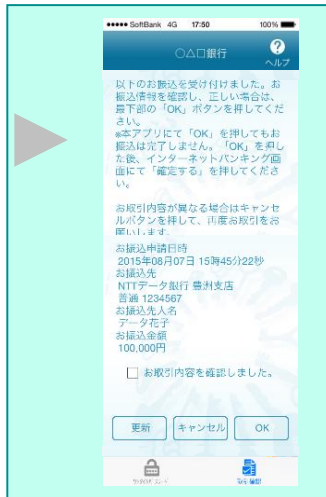 ●●●●● SoftBank 4G 17:50 100%
○△□銀行
?
ヘルプ
以下のお振込を受け付けました。お
振込情報を確認し、正しい場合は、
最下部の「OK」ボタンを押してくだ
さい。
※本アプリにて「OK」を押してもお
振込は完了しません。「OK」を押し
た後、インターネットバンキング画
面にて「確定する」を押してくださ
い。
お取引内容が異なる場合はキャンセ
ルボタンを押して、再度お取引をお
願いします。
お振込申請日時
2015年08月07日 15時45分22秒
お振込先
NTTデータ銀行 豊洲支店
普通 1234567
お振込先人名
データ花子
お振込金額
100,000円
お取引内容を確認しました。
更新 キャンセル OK
取引確認